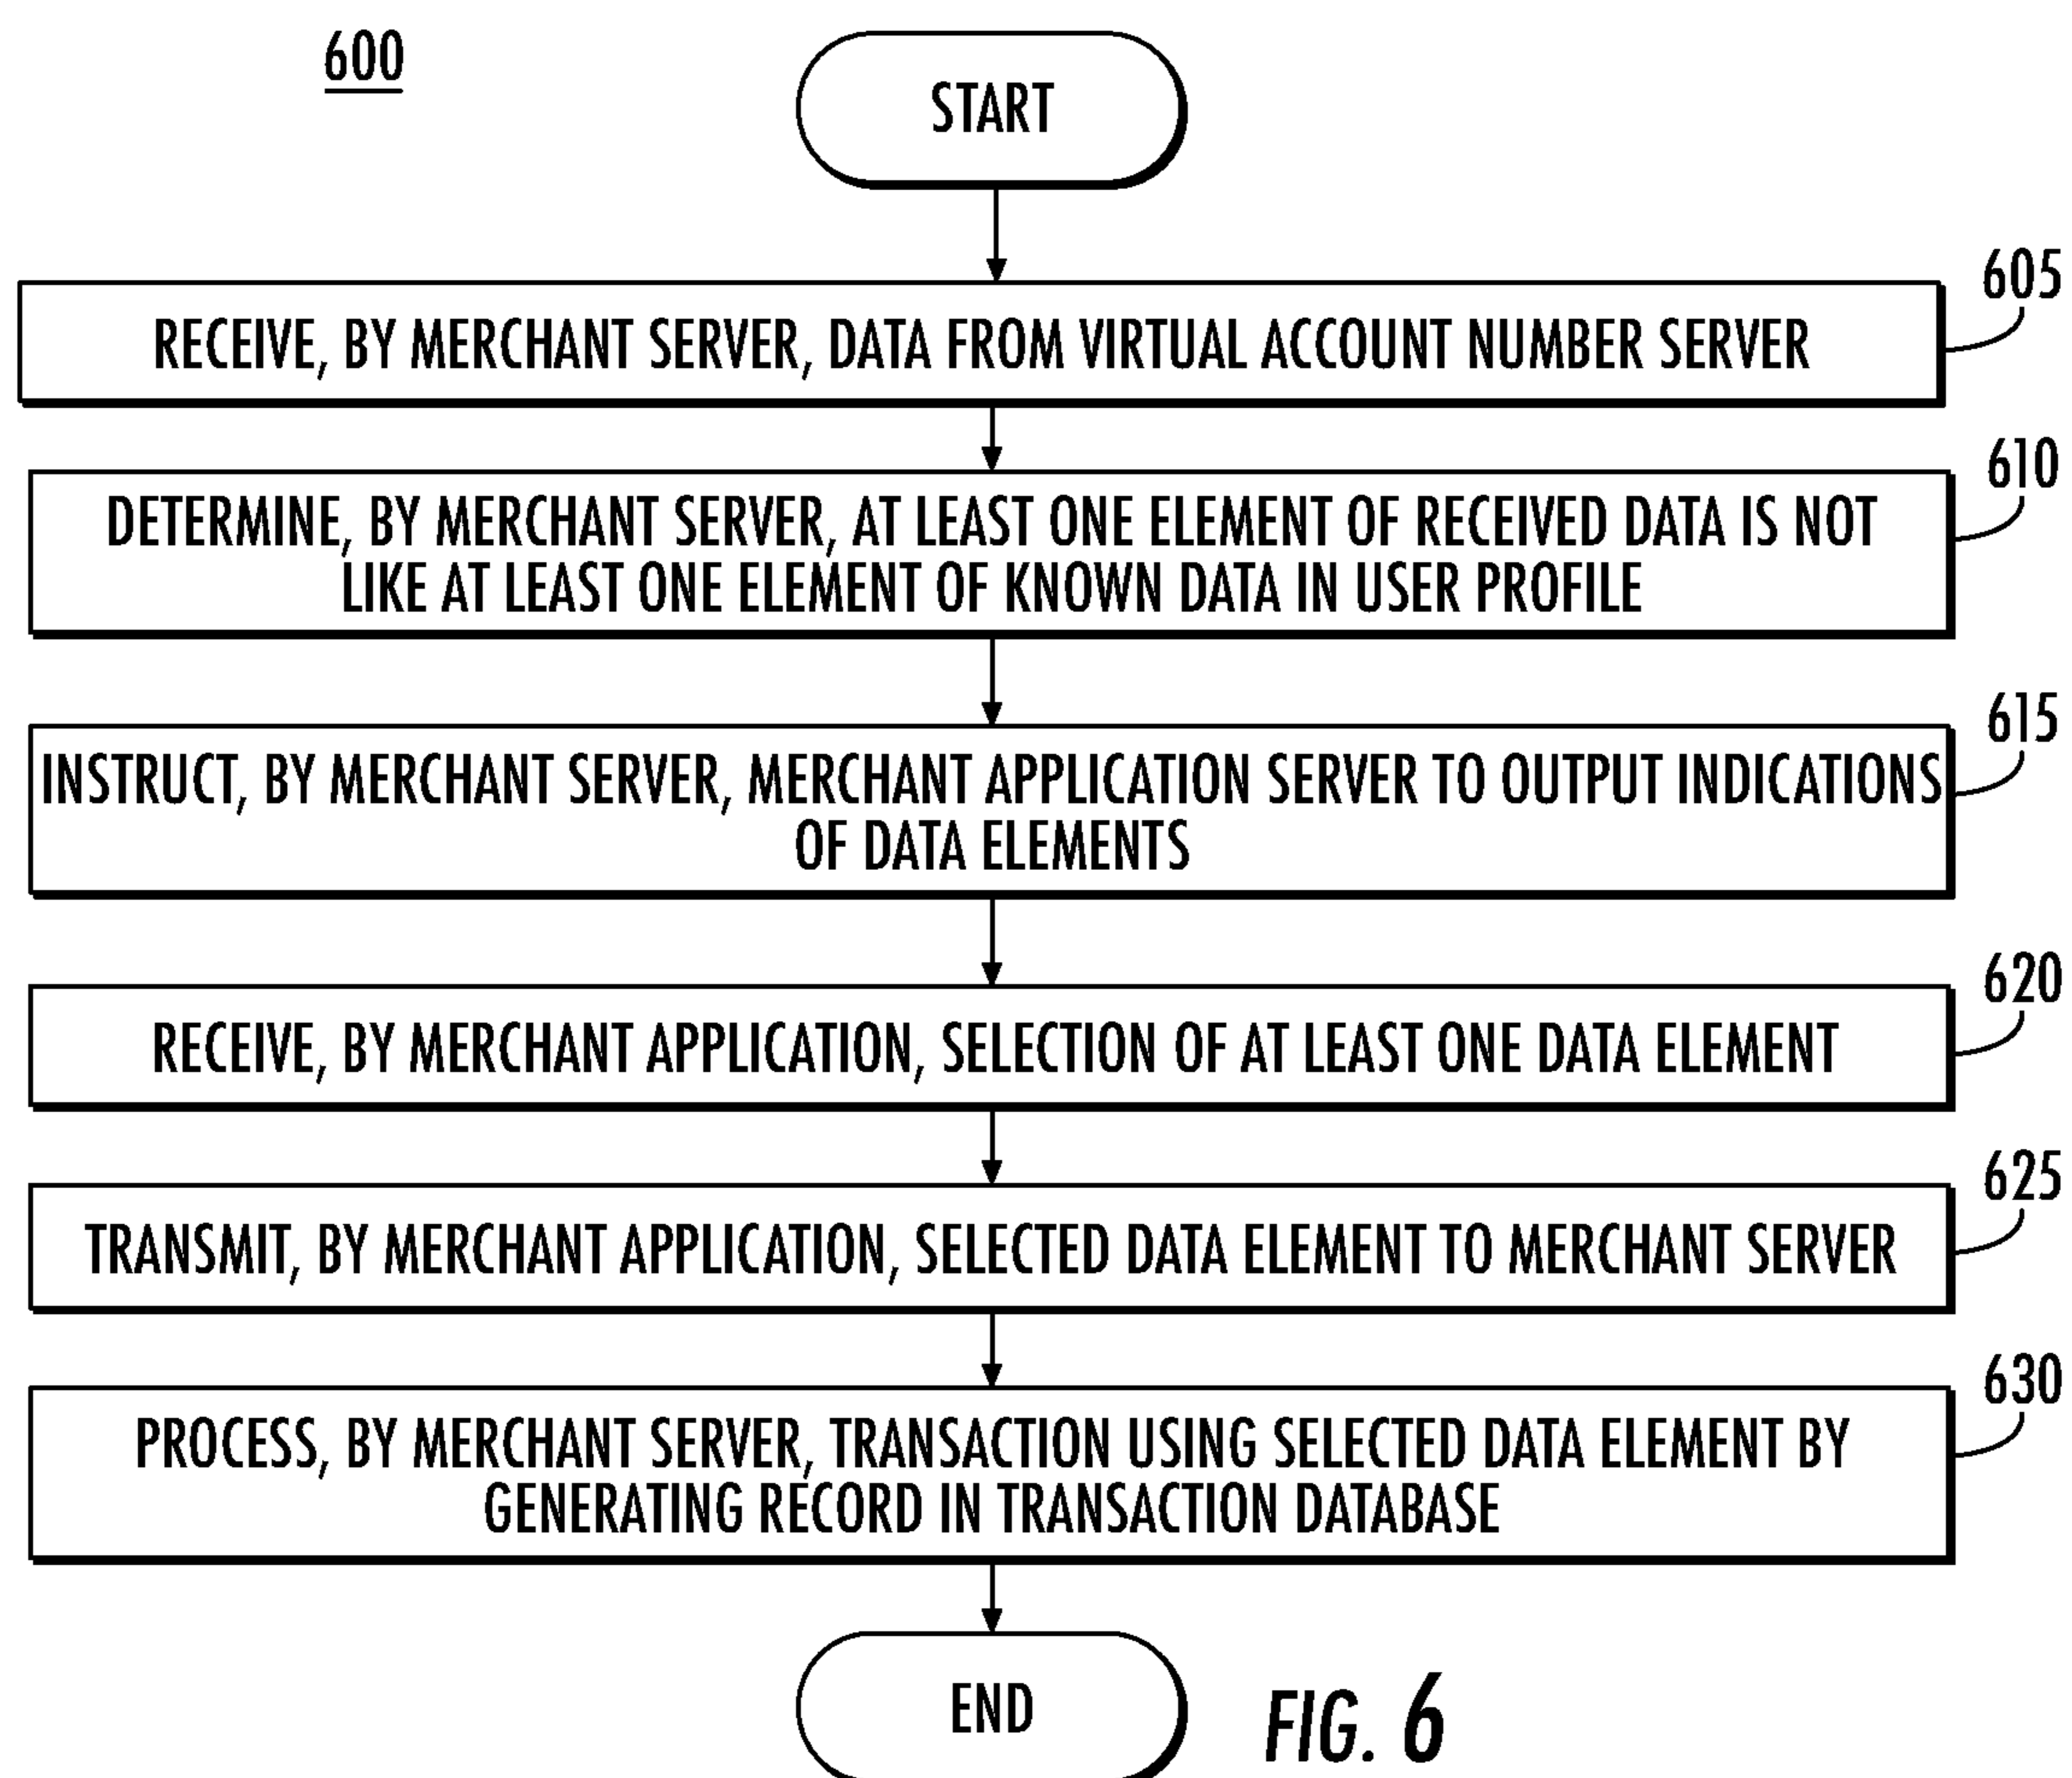 600
START
605
RECEIVE, BY MERCHANT SERVER, DATA FROM VIRTUAL ACCOUNT NUMBER SERVER
610
DETERMINE, BY MERCHANT SERVER, AT LEAST ONE ELEMENT OF RECEIVED DATA IS NOT
LIKE AT LEAST ONE ELEMENT OF KNOWN DATA IN USER PROFILE
615
INSTRUCT, BY MERCHANT SERVER, MERCHANT APPLICATION SERVER TO OUTPUT INDICATIONS
OF DATA ELEMENTS
620
RECEIVE, BY MERCHANT APPLICATION, SELECTION OF AT LEAST ONE DATA ELEMENT
625
TRANSMIT, BY MERCHANT APPLICATION, SELECTED DATA ELEMENT TO MERCHANT SERVER
630
PROCESS, BY MERCHANT SERVER, TRANSACTION USING SELECTED DATA ELEMENT BY
GENERATING RECORD IN TRANSACTION DATABASE
END
FIG. 6